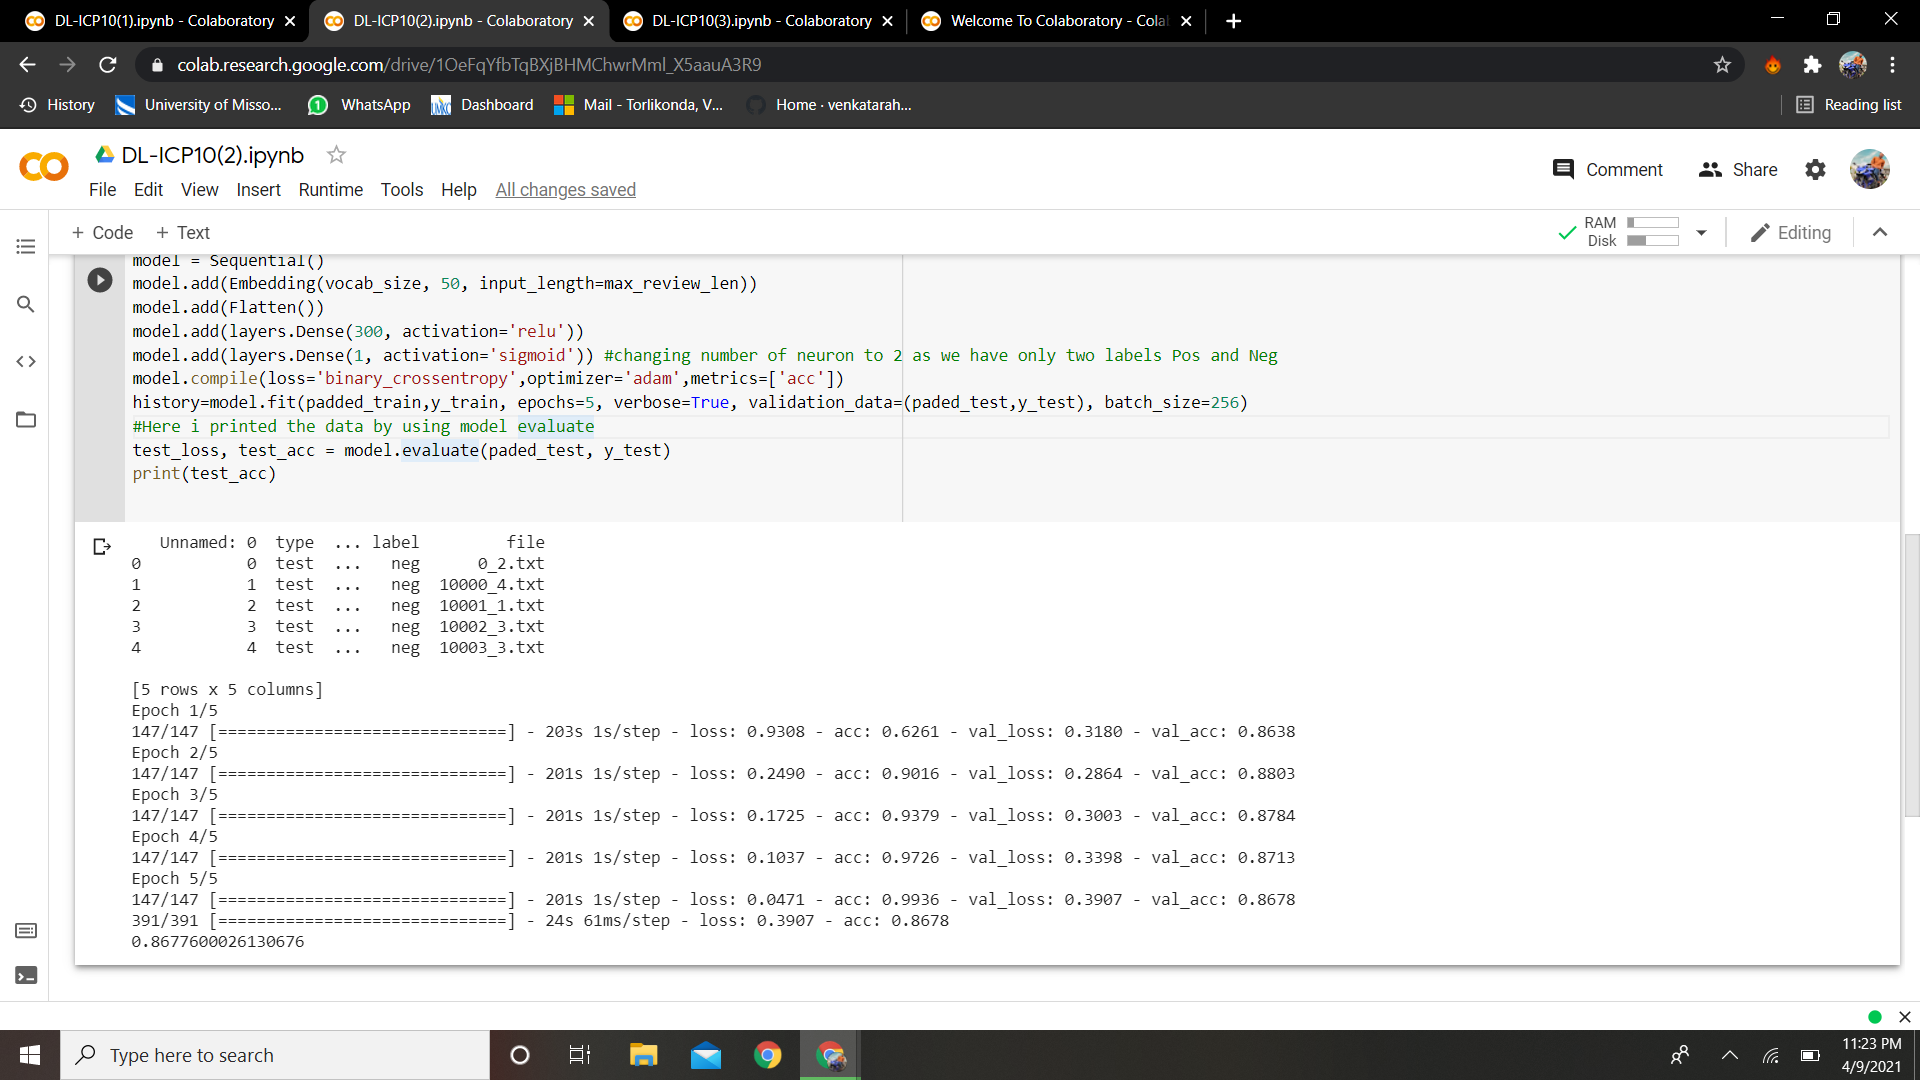 DL-ICP10(1).ipynb - Colaboratory
DL-ICP10(2).ipynb - Colaboratory
DL-ICP10(3).ipynb - Colaboratory
Welcome To Colaboratory - Cola
colab.research.google.com/drive/1OeFqYfbTqBXjBHMChwrMmI_X5aauA3R9
History
University of Misso...
WhatsApp
Dashboard
Mail - Torlikonda, V...
Home · venkatarah...
Reading list
DL-ICP10(2).ipynb
Comment
Share
File Edit View Insert Runtime Tools Help All changes saved
+ Code + Text
RAM
Disk
Editing
model = Sequential()
model.add(Embedding(vocab_size, 50, input_length=max_review_len))
model.add(Flatten())
model.add(layers.Dense(300, activation='relu'))
model.add(layers.Dense(1, activation='sigmoid')) #changing number of neuron to 2 as we have only two labels Pos and Neg
model.compile(loss='binary_crossentropy',optimizer='adam',metrics=['acc'])
history=model.fit(padded_train,y_train, epochs=5, verbose=True, validation_data=(paded_test,y_test), batch_size=256)
#Here i printed the data by using model evaluate
test_loss, test_acc = model.evaluate(paded_test, y_test)
print(test_acc)
Unnamed: 0 type ... label file
0 0 test ... neg 0_2.txt
1 1 test ... neg 10000_4.txt
2 2 test ... neg 10001_1.txt
3 3 test ... neg 10002_3.txt
4 4 test ... neg 10003_3.txt
[5 rows x 5 columns]
Epoch 1/5
147/147 [==============================] - 203s 1s/step - loss: 0.9308 - acc: 0.6261 - val_loss: 0.3180 - val_acc: 0.8638
Epoch 2/5
147/147 [==============================] - 201s 1s/step - loss: 0.2490 - acc: 0.9016 - val_loss: 0.2864 - val_acc: 0.8803
Epoch 3/5
147/147 [==============================] - 201s 1s/step - loss: 0.1725 - acc: 0.9379 - val_loss: 0.3003 - val_acc: 0.8784
Epoch 4/5
147/147 [==============================] - 201s 1s/step - loss: 0.1037 - acc: 0.9726 - val_loss: 0.3398 - val_acc: 0.8713
Epoch 5/5
147/147 [==============================] - 201s 1s/step - loss: 0.0471 - acc: 0.9936 - val_loss: 0.3907 - val_acc: 0.8678
391/391 [==============================] - 24s 61ms/step - loss: 0.3907 - acc: 0.8678
0.8677600026130676
Type here to search
11:23 PM
4/9/2021